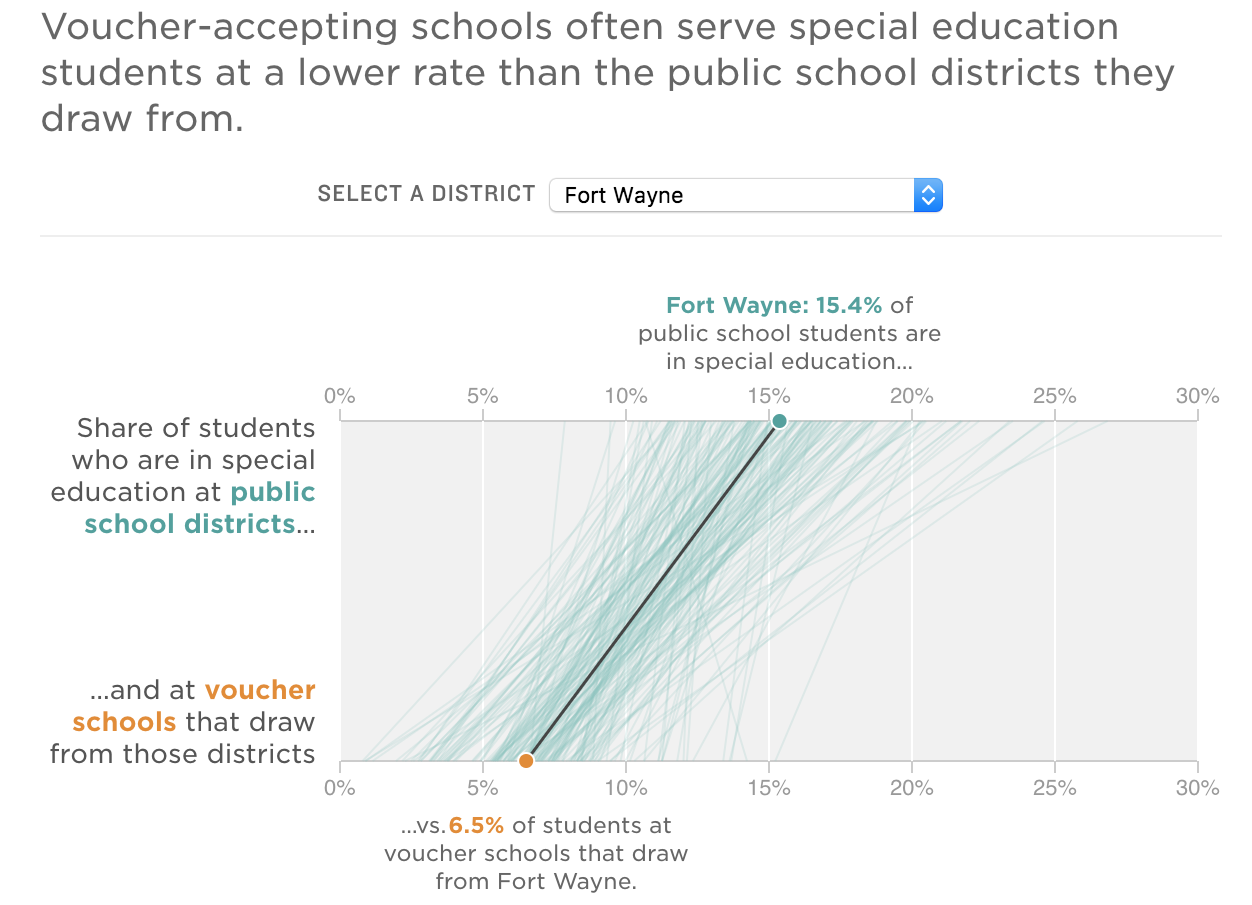 Voucher-accepting schools often serve special education
students at a lower rate than the public school districts they
draw from.
SELECT A DISTRICT
Fort Wayne
Fort Wayne: 15.4% of
public school students are
in special education...
0% 5% 10% 15% 20% 25% 30%
Share of students
who are in special
education at public
school districts...
...and at voucher
schools that draw
from those districts
0% 5% 10% 15% 20% 25% 30%
...vs. 6.5% of students at
voucher schools that draw
from Fort Wayne.